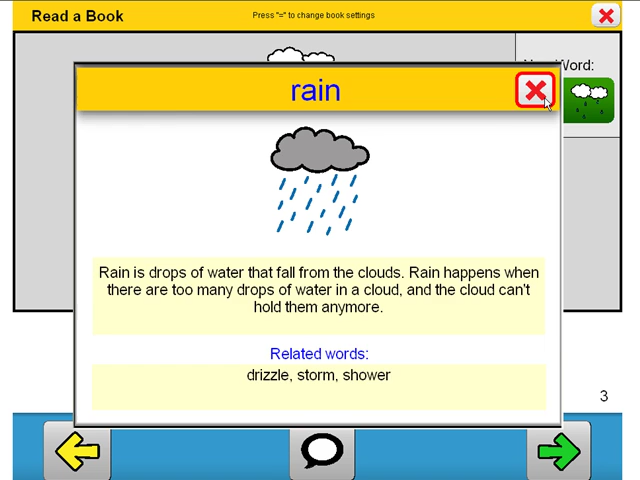 Read a Book
Press "=" to change book settings
Word:
rain
Rain is drops of water that fall from the clouds. Rain happens when
there are too many drops of water in a cloud, and the cloud can't
hold them anymore.
Related words:
drizzle, storm, shower
3